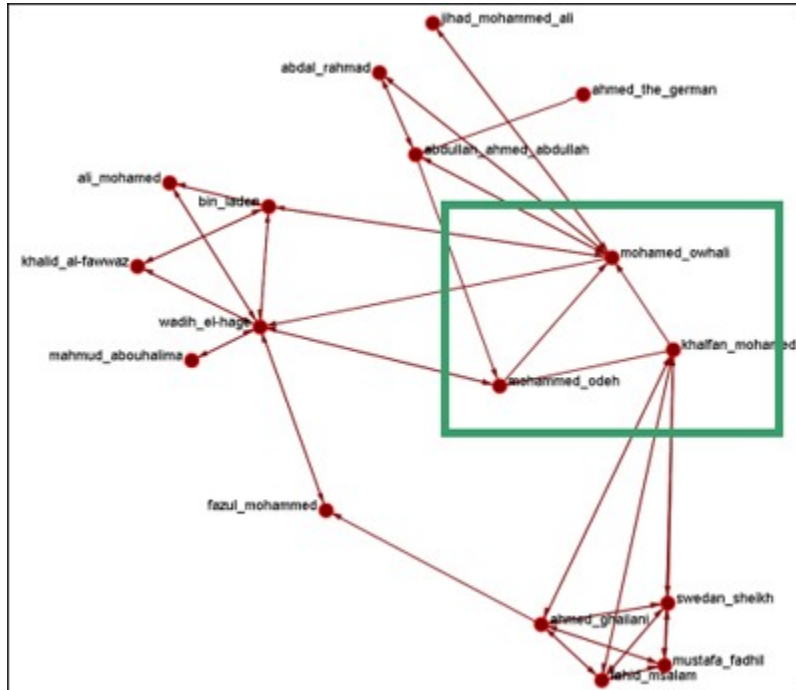 jihad_mohammed_ali
abdal_rahmad
ahmed_the_german
abdullah_ahmed_abdullah
ali_mohamed
bin_laden
mohamed_owhali
khalid_al-fawwaz
wadih_el-hage
khalfan_mohamed
mahmud_abouhalima
mohammed_odeh
fazul_mohammed
swedan_sheikh
ahmed_ghailani
mustafa_fadhil
fahid_msalam